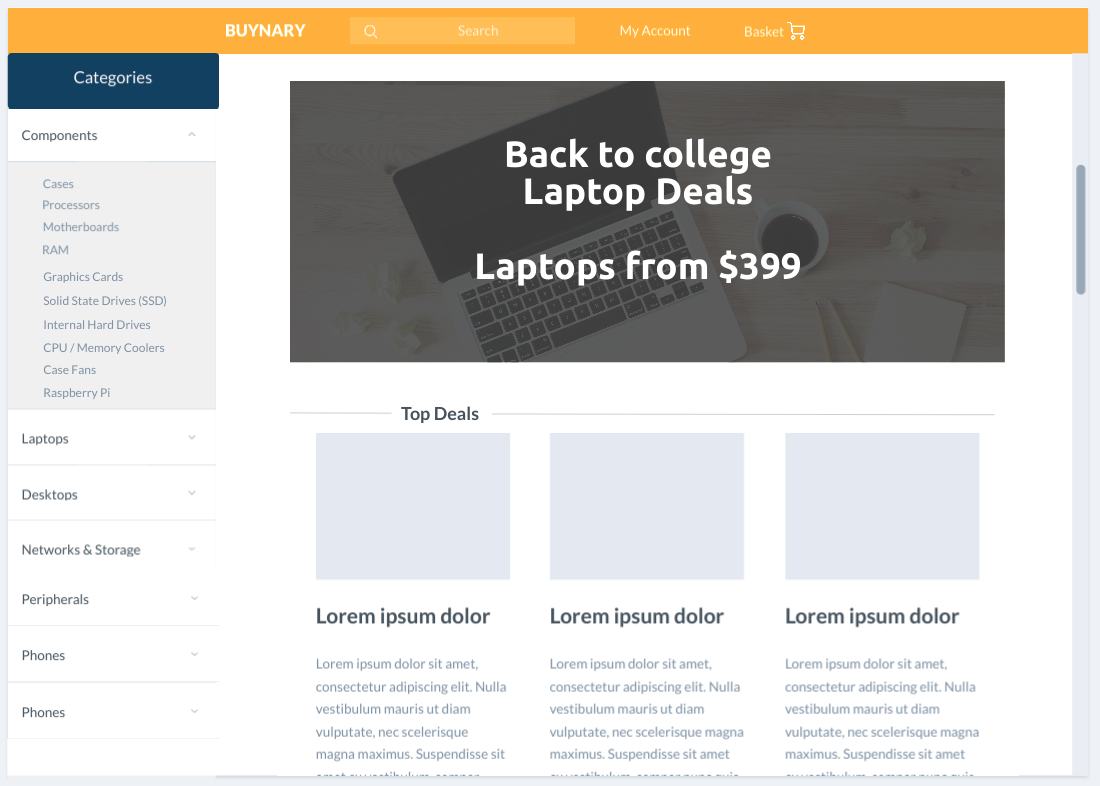 BUYNARY
Search
My Account
Basket
Categories
Components
Cases
Processors
Motherboards
RAM
Graphics Cards
Solid State Drives (SSD)
Internal Hard Drives
CPU / Memory Coolers
Case Fans
Raspberry Pi
Laptops
Desktops
Networks & Storage
Peripherals
Phones
Phones
Back to college
Laptop Deals
Laptops from $399
Top Deals
Lorem ipsum dolor
Lorem ipsum dolor sit amet,
consectetur adipiscing elit. Nulla
vestibulum mauris ut diam
vulputate, nec scelerisque
magna maximus. Suspendisse sit
Lorem ipsum dolor
Lorem ipsum dolor sit amet,
consectetur adipiscing elit. Nulla
vestibulum mauris ut diam
vulputate, nec scelerisque magna
maximus. Suspendisse sit amet
Lorem ipsum dolor
Lorem ipsum dolor sit amet,
consectetur adipiscing elit. Nulla
vestibulum mauris ut diam
vulputate, nec scelerisque magna
maximus. Suspendisse sit amet